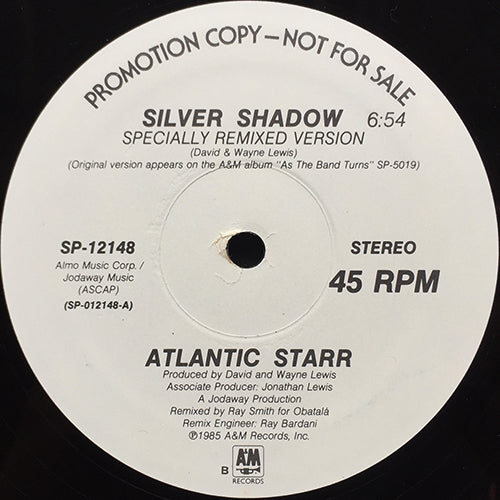 PROMOTION COPY—NOT FOR SALE
SILVER SHADOW 6:54
SPECIALLY REMIXED VERSION
(David & Wayne Lewis)
(Original version appears on the A&M album "As The Band Turns" SP-5019)
SP-12148
Almo Music Corp. /
Jodaway Music
(ASCAP)
(SP-012148-A)
STEREO
45 RPM
ATLANTIC STARR
Produced by David and Wayne Lewis
Associate Producer: Jonathan Lewis
A Jodaway Production
Remixed by Ray Smith for Obatalá
Remix Engineer: Ray Bardani
℗1985 A&M Records, Inc.
B
A&M
RECORDS